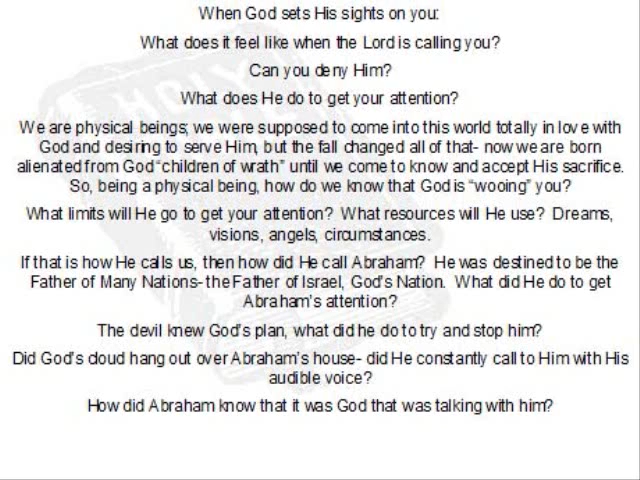 When God sets His sights on you:
What does it feel like when the Lord is calling you?
Can you deny Him?
What does He do to get your attention?
We are physical beings; we were supposed to come into this world totally in love with
God and desiring to serve Him, but the fall changed all of that- now we are born
alienated from God "children of wrath" until we come to know and accept His sacrifice.
So, being a physical being, how do we know that God is "wooing" you?
What limits will He go to get your attention? What resources will He use? Dreams,
visions, angels, circumstances.
If that is how He calls us, then how did He call Abraham? He was destined to be the
Father of Many Nations- the Father of Israel, God's Nation. What did He do to get
Abraham's attention?
The devil knew God's plan, what did he do to try and stop him?
Did God's cloud hang out over Abraham's house- did He constantly call to Him with His
audible voice?
How did Abraham know that it was God that was talking with him?
HOLY